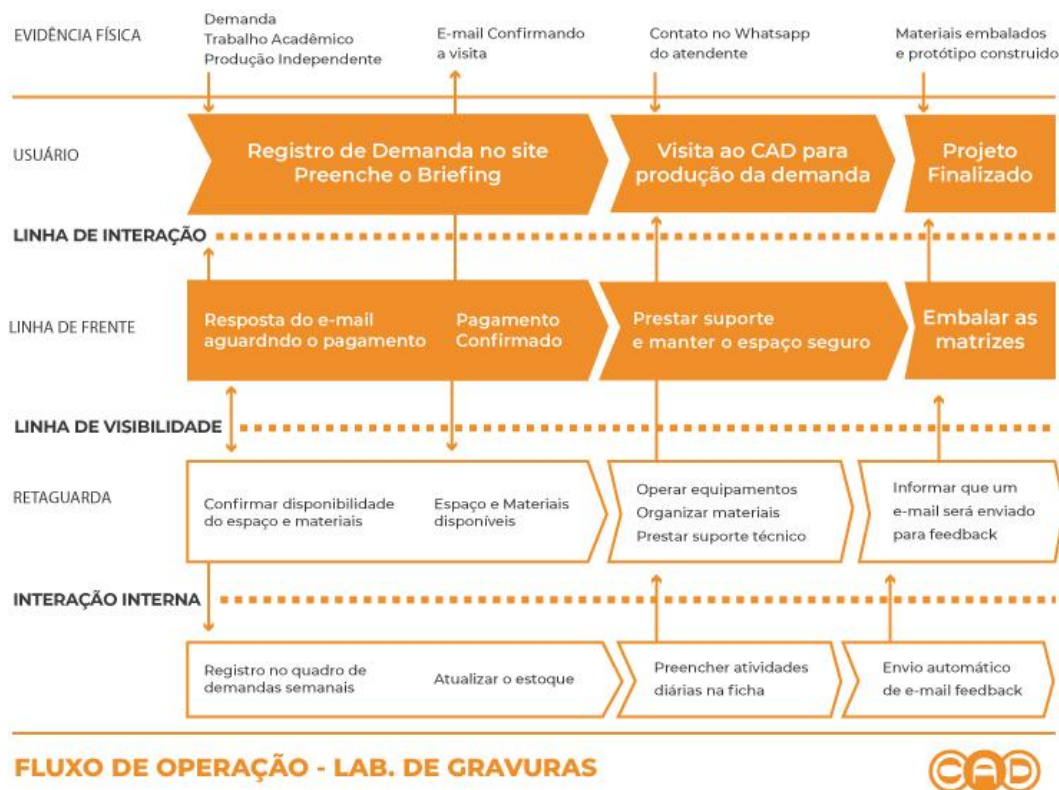 EVIDÊNCIA FÍSICA
Demanda
Trabalho Acadêmico
Produção Independente
E-mail Confirmando
a visita
Contato no Whatsapp
do atendente
Materiais embalados
e protótipo construido
USUÁRIO
Registro de Demanda no site
Preenche o Briefing
Visita ao CAD para
produção da demanda
Projeto
Finalizado
LINHA DE INTERAÇÃO
LINHA DE FRENTE
Resposta do e-mail
aguardndo o pagamento
Pagamento
Confirmado
Prestar suporte
e manter o espaço seguro
Embalar as
matrizes
LINHA DE VISIBILIDADE
RETAGUARDA
Confirmar disponibilidade
do espaço e materiais
Espaço e Materiais
disponíveis
Operar equipamentos
Organizar materiais
Prestar suporte técnico
Informar que um
e-mail será enviado
para feedback
INTERAÇÃO INTERNA
Registro no quadro de
demandas semanais
Atualizar o estoque
Preencher atividades
diárias na ficha
Envio automático
de e-mail feedback
FLUXO DE OPERAÇÃO - LAB. DE GRAVURAS
CAD